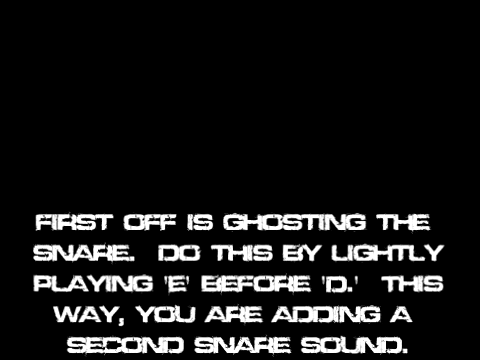 FIRST OFF IS GHOSTING THE
SNARE. DO THIS BY LIGHTLY
PLAYING 'E' BEFORE 'D.' THIS
WAY, YOU ARE ADDING A
SECOND SNARE SOUND.